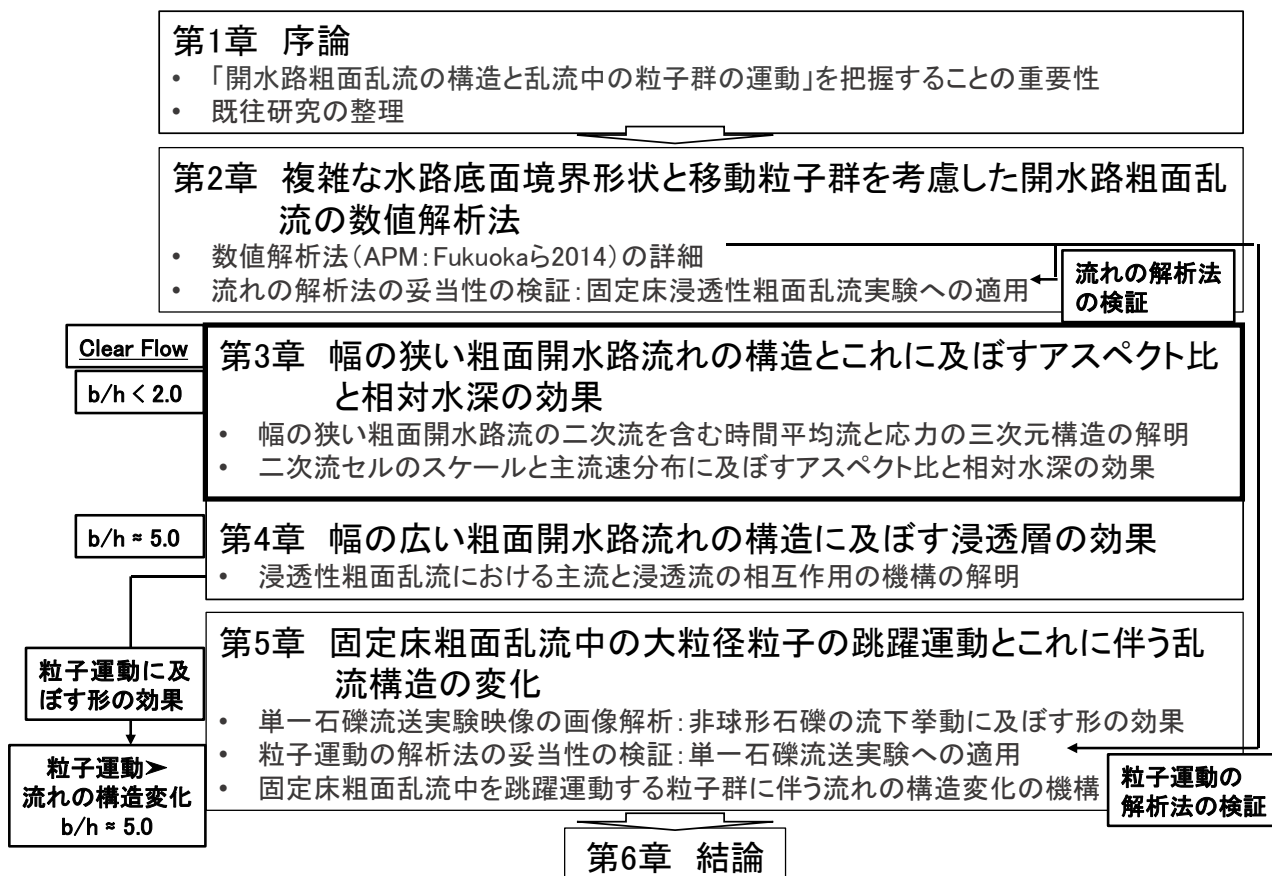 第1章 序論
• 「開水路粗面乱流の構造と乱流中の粒子群の運動」を把握することの重要性
• 既往研究の整理
第2章 複雑な水路底面境界形状と移動粒子群を考慮した開水路粗面乱
流の数値解析法
• 数値解析法(APM:Fukuokaら2014)の詳細
• 流れの解析法の妥当性の検証:固定床浸透性粗面乱流実験への適用
流れの解析法
の検証
Clear Flow
b/h < 2.0
第3章 幅の狭い粗面開水路流れの構造とこれに及ぼすアスペクト比
と相対水深の効果
• 幅の狭い粗面開水路流の二次流を含む時間平均流と応力の三次元構造の解明
• 二次流セルのスケールと主流速分布に及ぼすアスペクト比と相対水深の効果
b/h ≈ 5.0
第4章 幅の広い粗面開水路流れの構造に及ぼす浸透層の効果
• 浸透性粗面乱流における主流と浸透流の相互作用の機構の解明
第5章 固定床粗面乱流中の大粒径粒子の跳躍運動とこれに伴う乱
流構造の変化
• 単一石礫流送実験映像の画像解析:非球形石礫の流下挙動に及ぼす形の効果
• 粒子運動の解析法の妥当性の検証:単一石礫流送実験への適用
• 固定床粗面乱流中を跳躍運動する粒子群に伴う流れの構造変化の機構
粒子運動に及
ぼす形の効果
粒子運動➤
流れの構造変化
b/h ≈ 5.0
粒子運動の
解析法の検証
第6章 結論